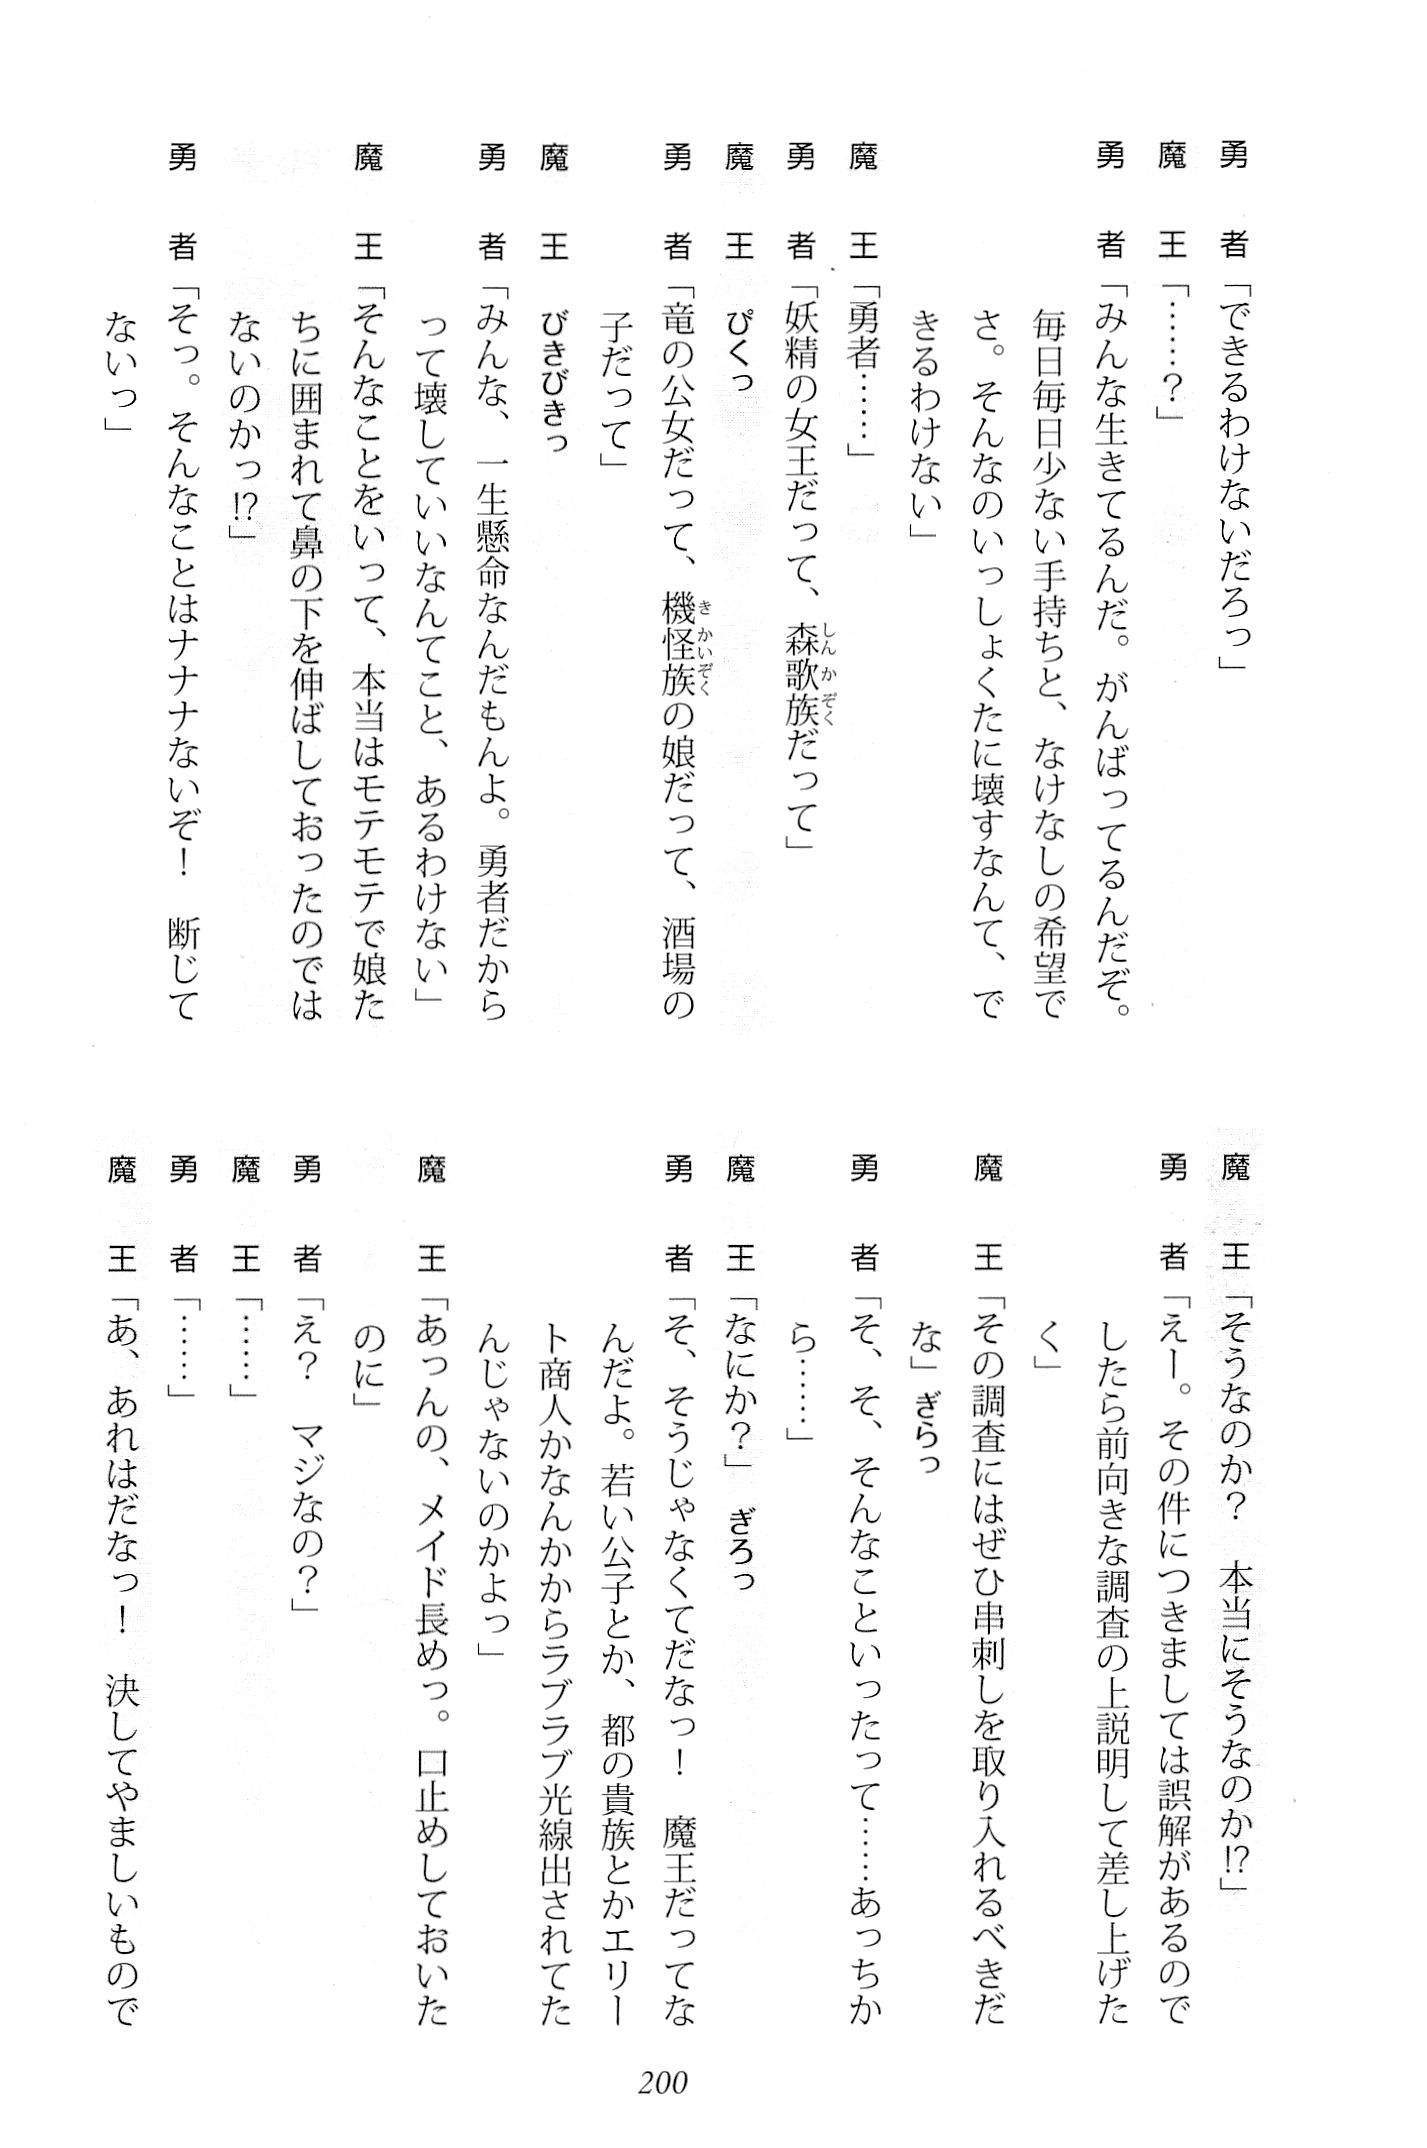 勇　者「できるわけないだろっ」
魔　王「……？」
勇　者「みんな生きてるんだ。がんばってるんだぞ。
毎日毎日少ない手持ちと、なけなしの希望で
さ。そんなのいっしょくたに壊すなんて、で
きるわけない」
魔　王「勇者……」
勇　者「妖精の女王だって、森歌族だって」
魔　王　ぴくっ
勇　者「竜の公女だって、機怪族の娘だって、酒場の
子だって」
魔　王　びきびきっ
勇　者「みんな、一生懸命なんだもんよ。勇者だから
って壊していいなんてこと、あるわけない」
魔　王「そんなことをいって、本当はモテモテで娘た
ちに囲まれて鼻の下を伸ばしておったのでは
ないのかっ!?」
勇　者「そっ。そんなことはナナナないぞ！　断じて
ないっ」
魔　王「そうなのか？　本当にそうなのか!?」
勇　者「えー。その件につきましては誤解があるので
したら前向きな調査の上説明して差し上げた
く」
魔　王「その調査にはぜひ串刺しを取り入れるべきだ
な」ぎらっ
勇　者「そ、そ、そんなこといったって……あっちか
ら……」
魔　王「なにか？」ぎろっ
勇　者「そ、そうじゃなくてだなっ！　魔王だってな
んだよ。若い公子とか、都の貴族とかエリー
ト商人かなんかからラブラブ光線出されてた
んじゃないのかよっ」
魔　王「あっんの、メイド長めっ。口止めしておいた
のに」
勇　者「え？　マジなの？」
魔　王「……」
勇　者「……」
魔　王「あ、あれはだなっ！　決してやましいもので
200